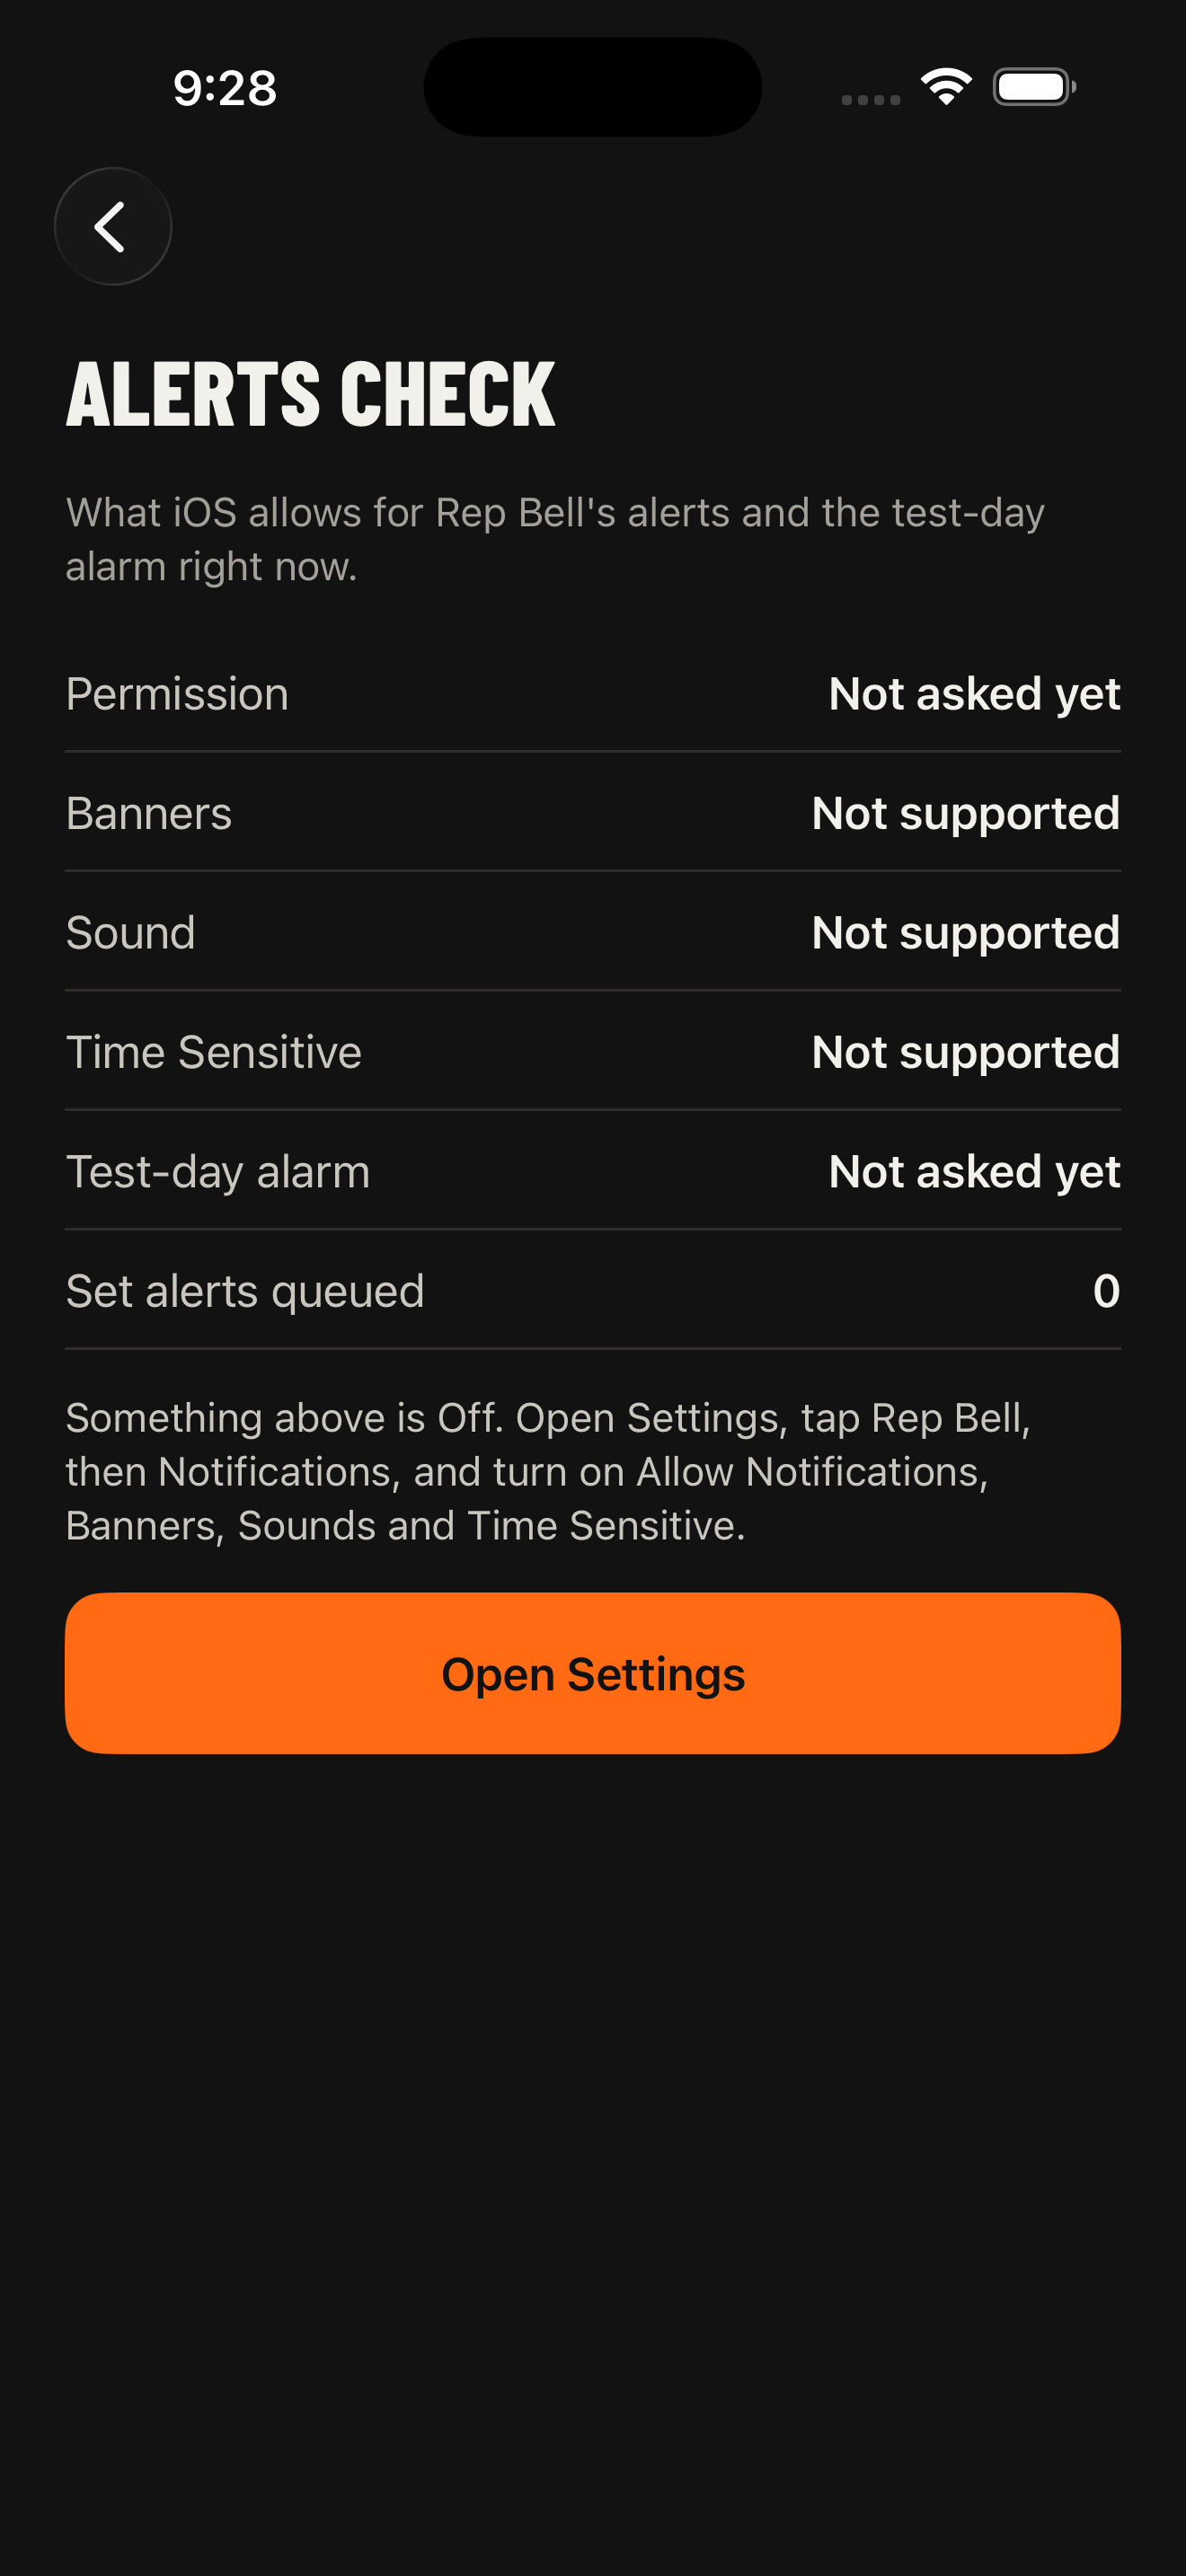 9:28
ALERTS CHECK
What iOS allows for Rep Bell's alerts and the test-day
alarm right now.
Permission Not asked yet
Banners Not supported
Sound Not supported
Time Sensitive Not supported
Test-day alarm Not asked yet
Set alerts queued 0
Something above is Off. Open Settings, tap Rep Bell,
then Notifications, and turn on Allow Notifications,
Banners, Sounds and Time Sensitive.
Open Settings